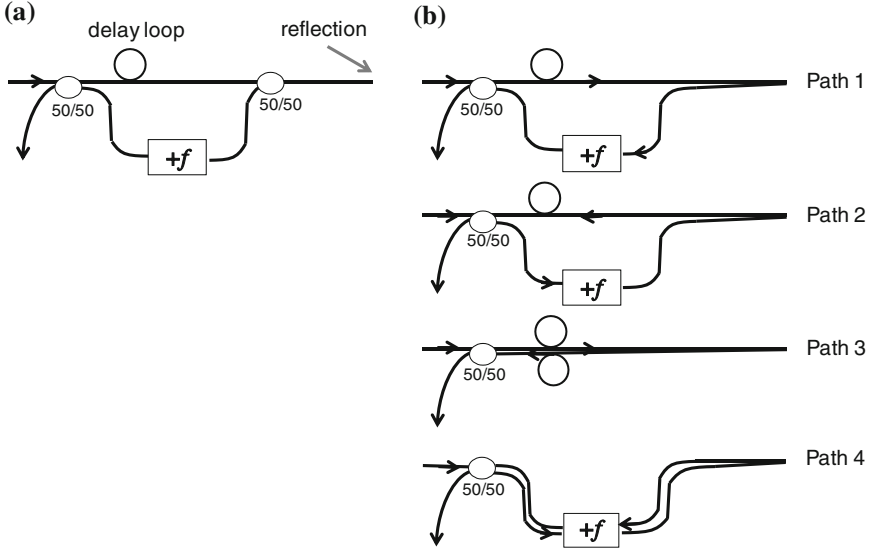 (a)
delay loop
reflection
50/50
50/50
+f
(b)
Path 1
50/50
+f
Path 2
50/50
+f
Path 3
50/50
Path 4
50/50
+f